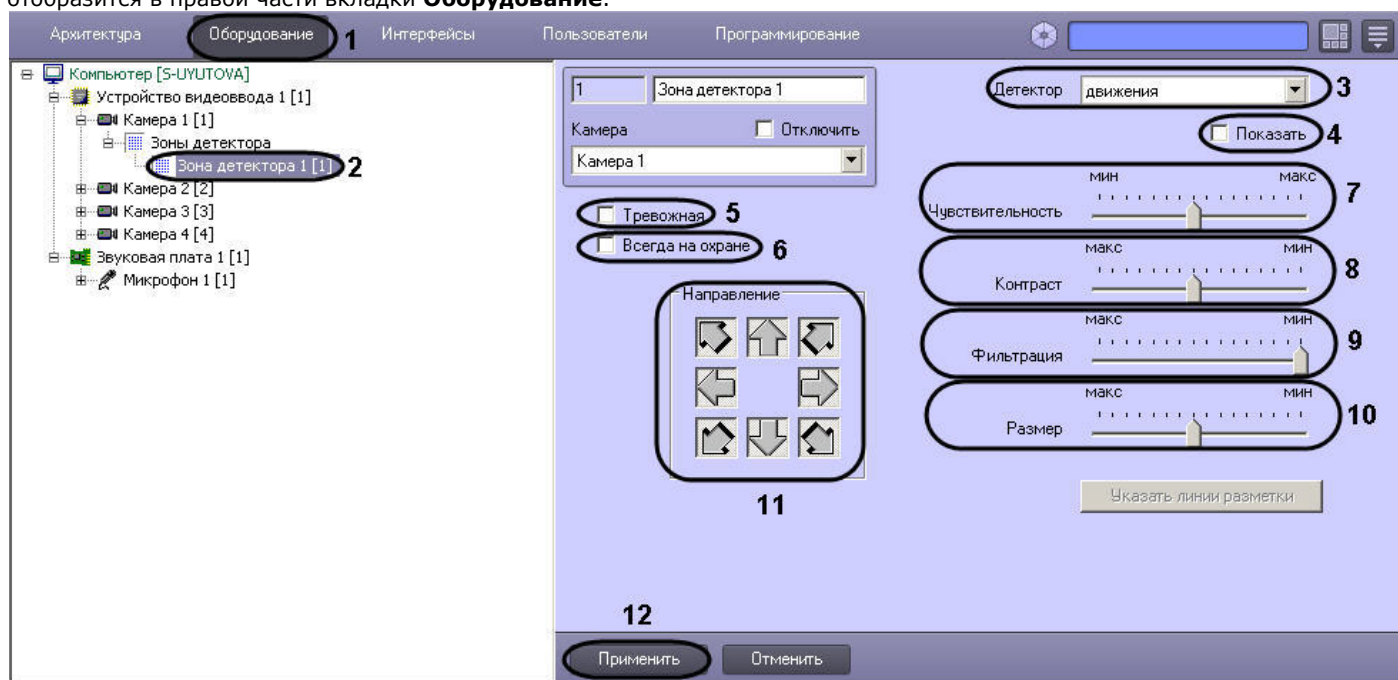 отобразится в правой части вкладки Оборудование.
Архитектура Оборудование 1 Интерфейсы Пользователи Программирование
Компьютер [S-UYUTOVA]
Устройство видеоввода 1 [1]
Камера 1 [1]
Зоны детектора
Зона детектора 1 [1] 2
Камера 2 [2]
Камера 3 [3]
Камера 4 [4]
Звуковая плата 1 [1]
Микрофон 1 [1]
1 Зона детектора 1
Камера Отключить
Камера 1
Тревожная 5
Всегда на охране 6
Направление
11
Детектор движения 3
Показать 4
мин макс
Чувствительность 7
макс мин
Контраст 8
макс мин
Фильтрация 9
макс мин
Размер 10
Указать линии разметки
12
Применить Отменить